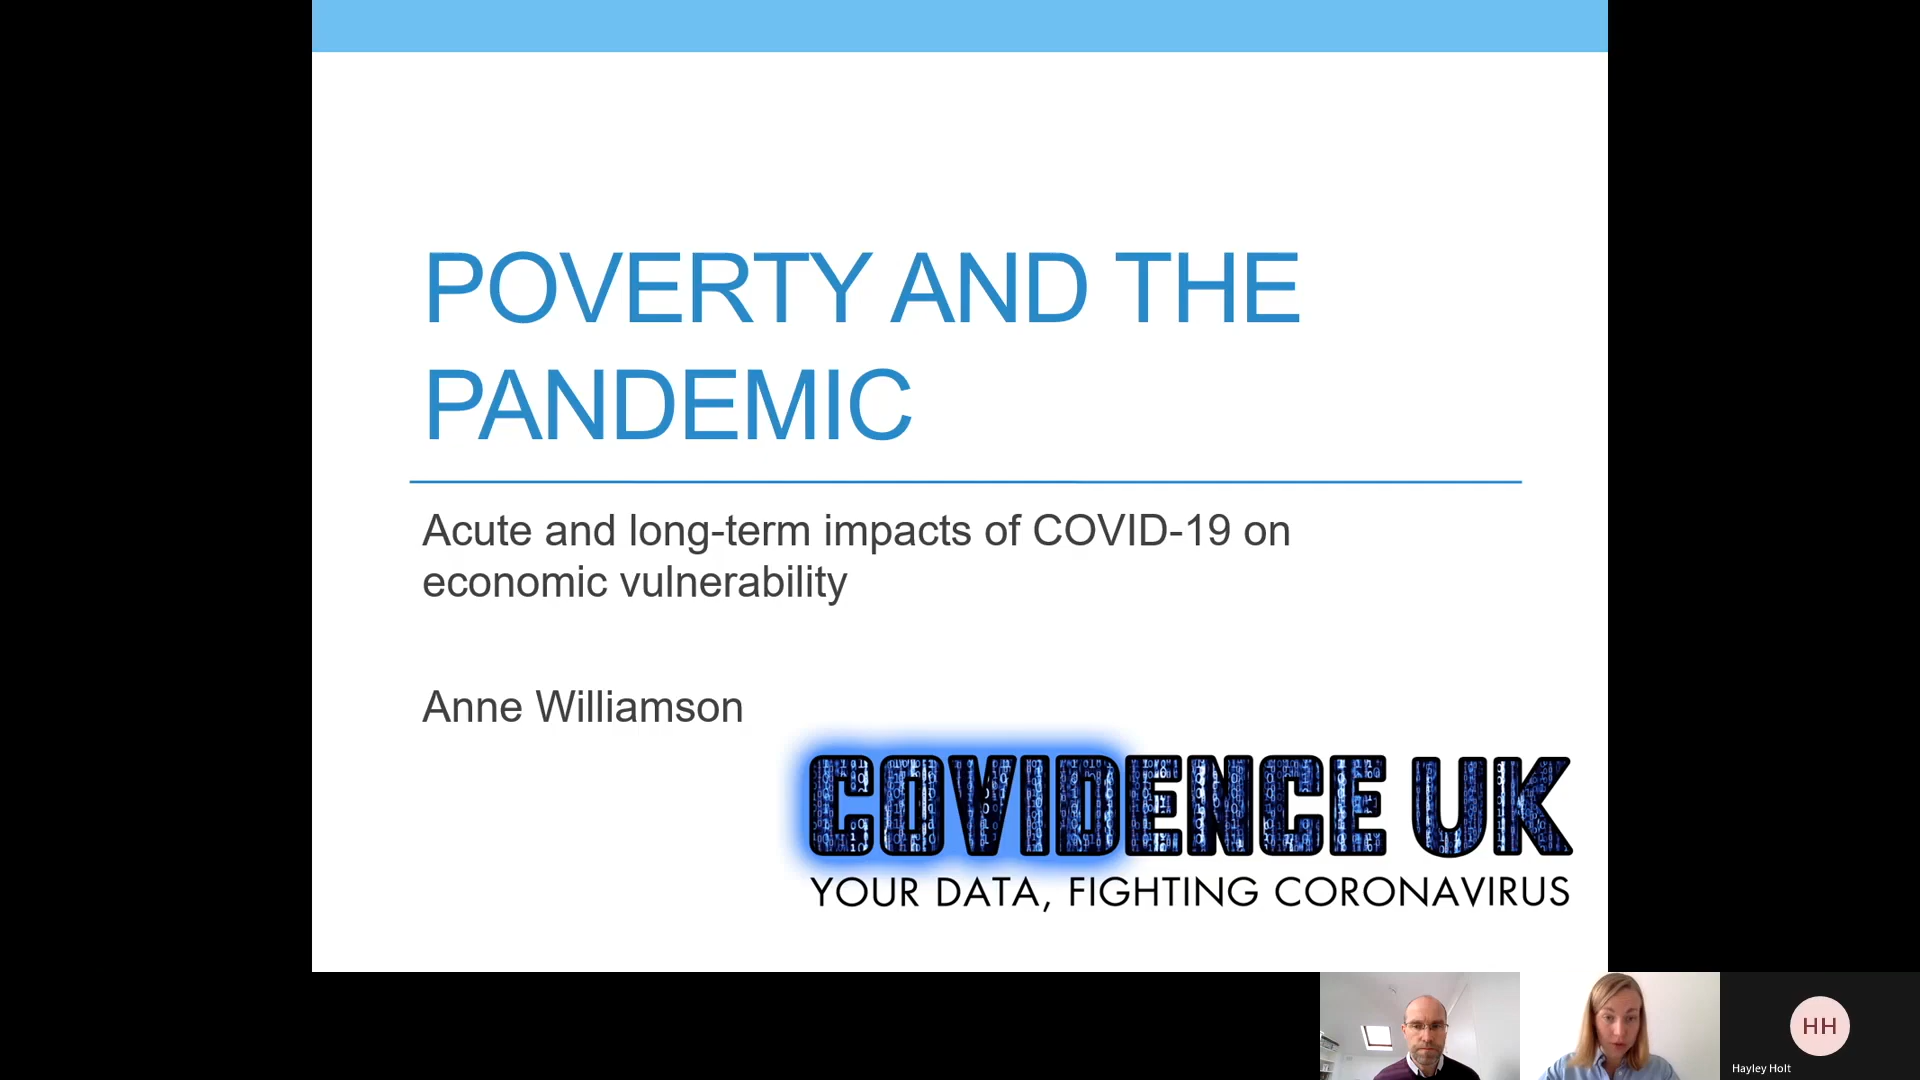 POVERTY AND THE
PANDEMIC
Acute and long-term impacts of COVID-19 on
economic vulnerability
Anne Williamson
COVIDENCE UK
YOUR DATA, FIGHTING CORONAVIRUS
HH
Hayley Holt